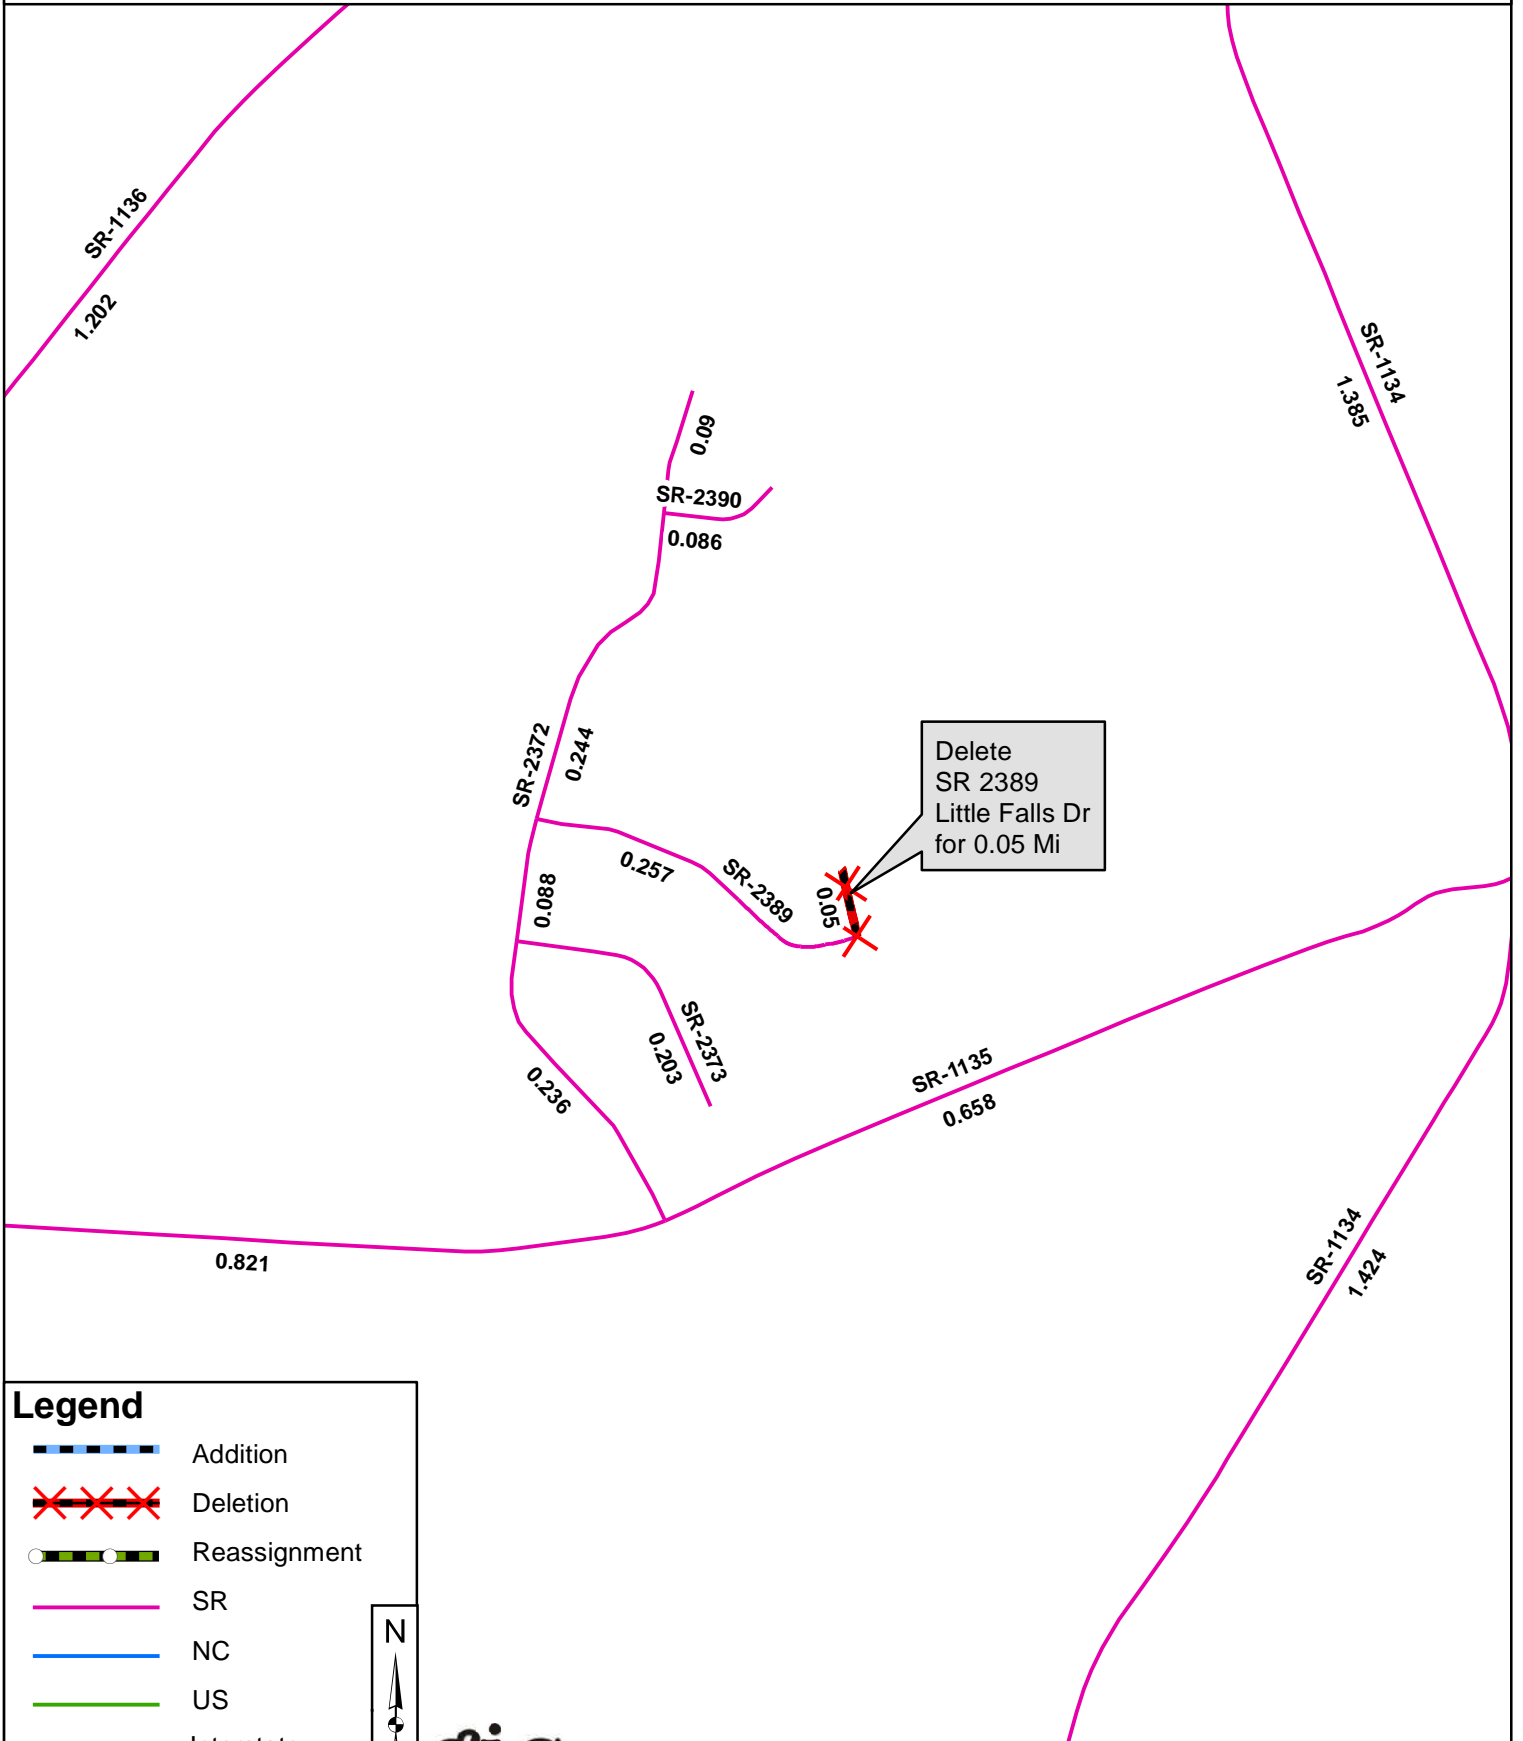 SR-1136
1.202
SR-1134
1.385
0.09
SR-2390
0.086
SR-2372
0.244
Delete
SR 2389
Little Falls Dr
for 0.05 Mi
0.257
SR-2389
0.05
0.088
SR-2373
0.203
0.236
SR-1135
0.658
SR-1134
1.424
0.821
Legend
Addition
Deletion
Reassignment
SR
N
NC
US
Interstate